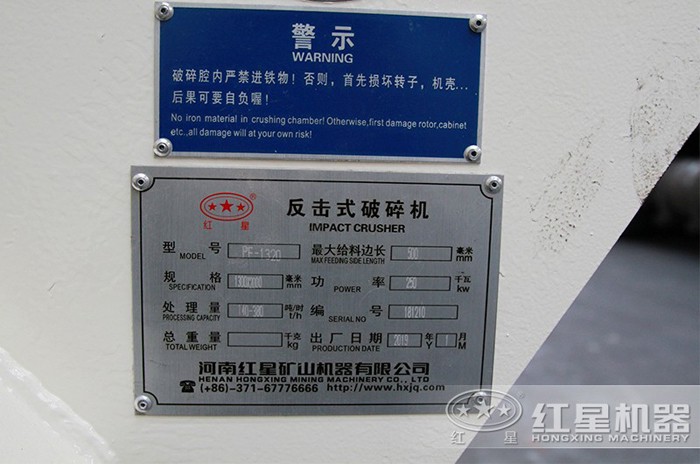 警示
WARNING
破碎腔内严禁进铁物！否则，首先损坏转子，机壳...
后果可要自负喔！
No iron material in crushing chamber! Otherwise,first damage rotor,cabinet
etc.,all damage will at your own risk!
红星
反击式破碎机
IMPACT CRUSHER
型号 PF-1320 最大给料边长 500 毫米
MODEL MAX FEEDING SIDE LENGTH mm
规格 毫米 功率 250 千瓦
SPECIFICATION mm POWER kw
处理量 吨/时 编号 181210
PROCESSING CAPACITY t/h SERIAL NO
总重量 千克 出厂日期 2019 年 1 月
TOTAL WEIGHT kg PRODUCTION DATE Y M
河南红星矿山机器有限公司
HENAN HONGXING MINING MACHINERY CO., LTD
☎(+86)-371-67776666 http://www.hxjq.com
红星 红星机器
HONGXING MACHINERY